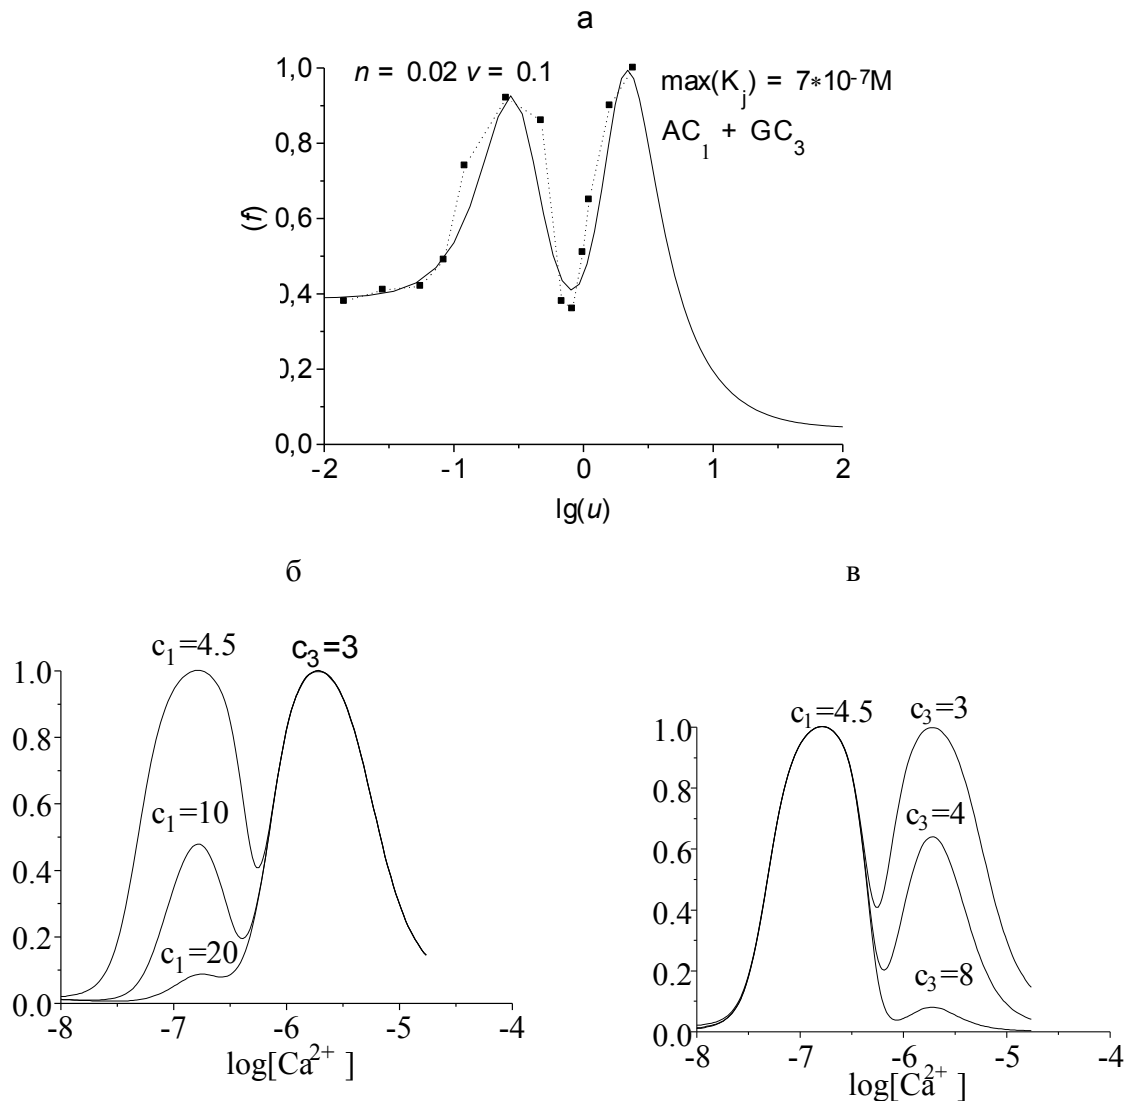 а
n = 0.02 v = 0.1
max(K_j) = 7*10^-7M
AC_1 + GC_3
(f)
1,0
0,8
0,6
0,4
0,2
0,0
-2 -1 0 1 2
lg(u)
б
c_1=4.5
c_3=3
c_1=10
c_1=20
1.0
0.8
0.6
0.4
0.2
0.0
-8 -7 -6 -5 -4
log[Ca^2+ ]
в
c_1=4.5
c_3=3
c_3=4
c_3=8
1.0
0.8
0.6
0.4
0.2
0.0
-8 -7 -6 -5 -4
log[Ca^2+ ]